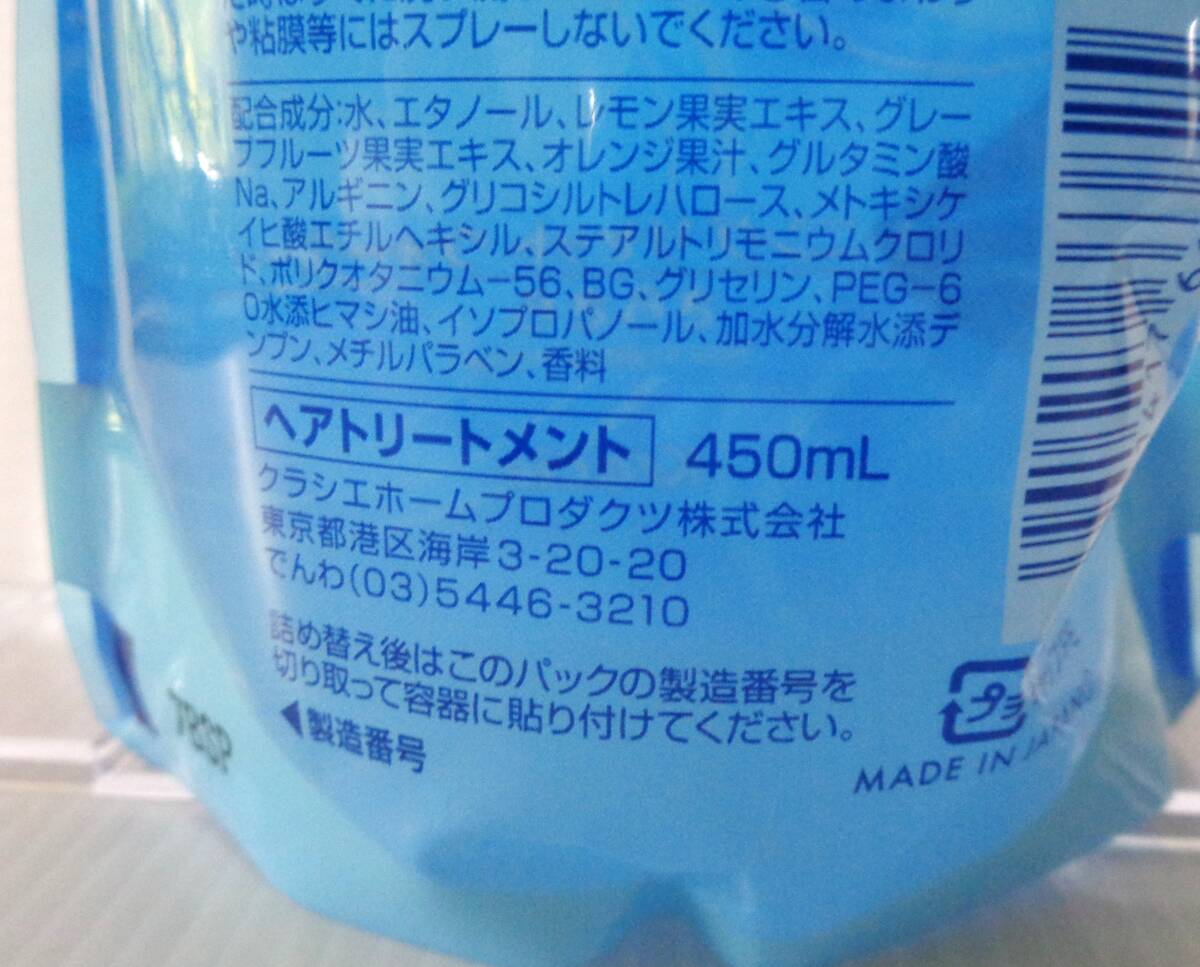 や粘膜等にはスプレーしないでください。
配合成分:水、エタノール、レモン果実エキス、グレー
プフルーツ果実エキス、オレンジ果汁、グルタミン酸
Na、アルギニン、グリコシルトレハロース、メトキシケ
イヒ酸エチルヘキシル、ステアルトリモニウムクロリ
ド、ポリクオタニウム-56、BG、グリセリン、PEG-6
0水添ヒマシ油、イソプロパノール、加水分解水添デ
ンプン、メチルパラベン、香料
ヘアトリートメント 450mL
クラシエホームプロダクツ株式会社
東京都港区海岸3-20-20
でんわ(03)5446-3210
詰め替え後はこのパックの製造番号を
切り取って容器に貼り付けてください。
◀製造番号
プラ
MADE IN JAPAN